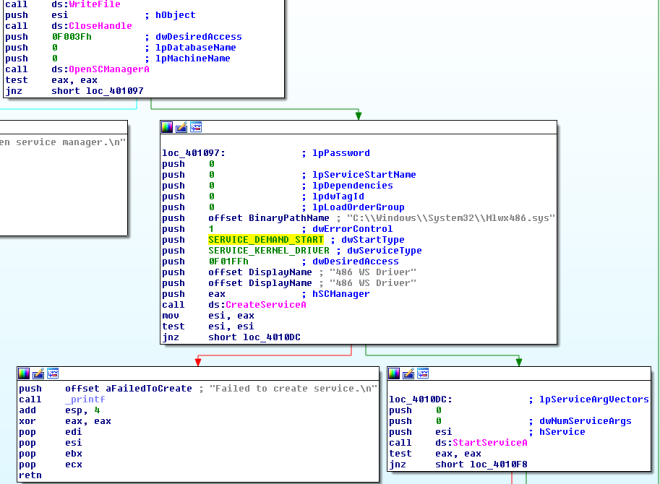 call ds:WriteFile
push esi ; hObject
call ds:CloseHandle
push 0F003Fh ; dwDesiredAccess
push 0 ; lpDatabaseName
push 0 ; lpMachineName
call ds:OpenSCManagerA
test eax, eax
jnz short loc_401097
en service manager.\n"
loc_401097: ; lpPassword
push 0
push 0 ; lpServiceStartName
push 0 ; lpDependencies
push 0 ; lpdwTagId
push 0 ; lpLoadOrderGroup
push offset BinaryPathName ; "C:\\Windows\\System32\\Mlwx486.sys"
push 1 ; dwErrorControl
push SERVICE_DEMAND_START ; dwStartType
push SERVICE_KERNEL_DRIVER ; dwServiceType
push 0F01FFh ; dwDesiredAccess
push offset DisplayName ; "486 WS Driver"
push offset DisplayName ; "486 WS Driver"
push eax ; hSCManager
call ds:CreateServiceA
mov esi, eax
test esi, esi
jnz short loc_4010DC
push offset aFailedToCreate ; "Failed to create service.\n"
call _printf
add esp, 4
xor eax, eax
pop edi
pop esi
pop ebx
pop ecx
retn
loc_4010DC: ; lpServiceArgVectors
push 0
push 0 ; dwNumServiceArgs
push esi ; hService
call ds:StartServiceA
test eax, eax
jnz short loc_4010F8